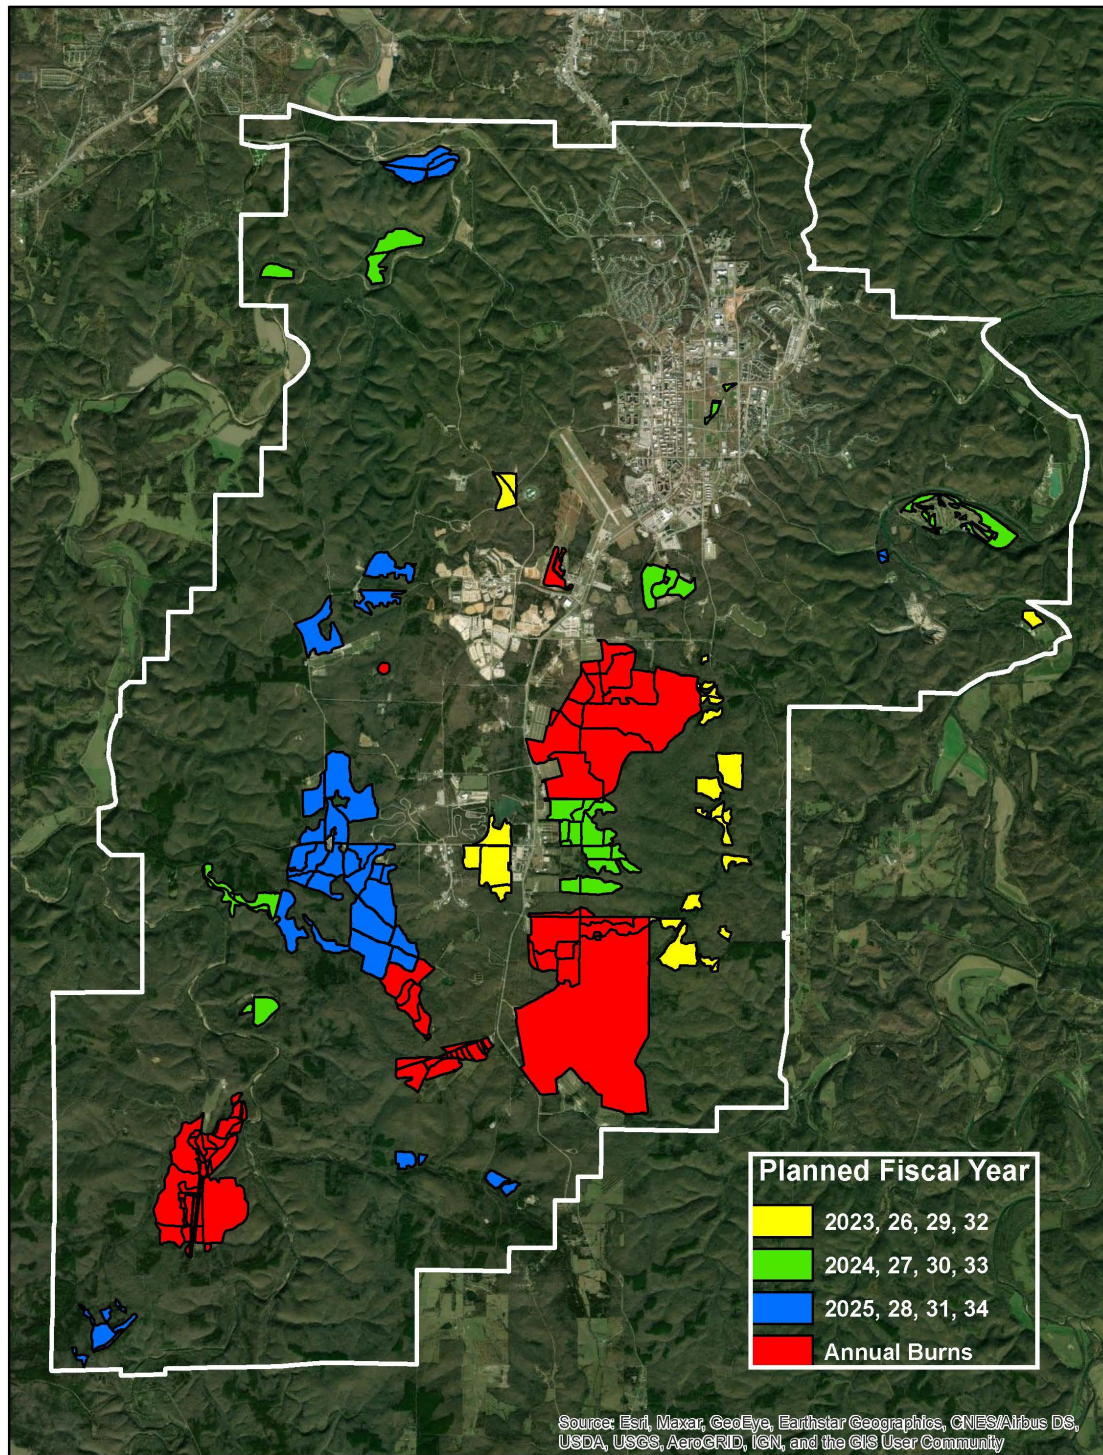 Planned Fiscal Year
2023, 26, 29, 32
2024, 27, 30, 33
2025, 28, 31, 34
Annual Burns
Source: Esri, Maxar, GeoEye, Earthstar Geographics, CNES/Airbus DS,
USDA, USGS, AeroGRID, IGN, and the GIS User Community